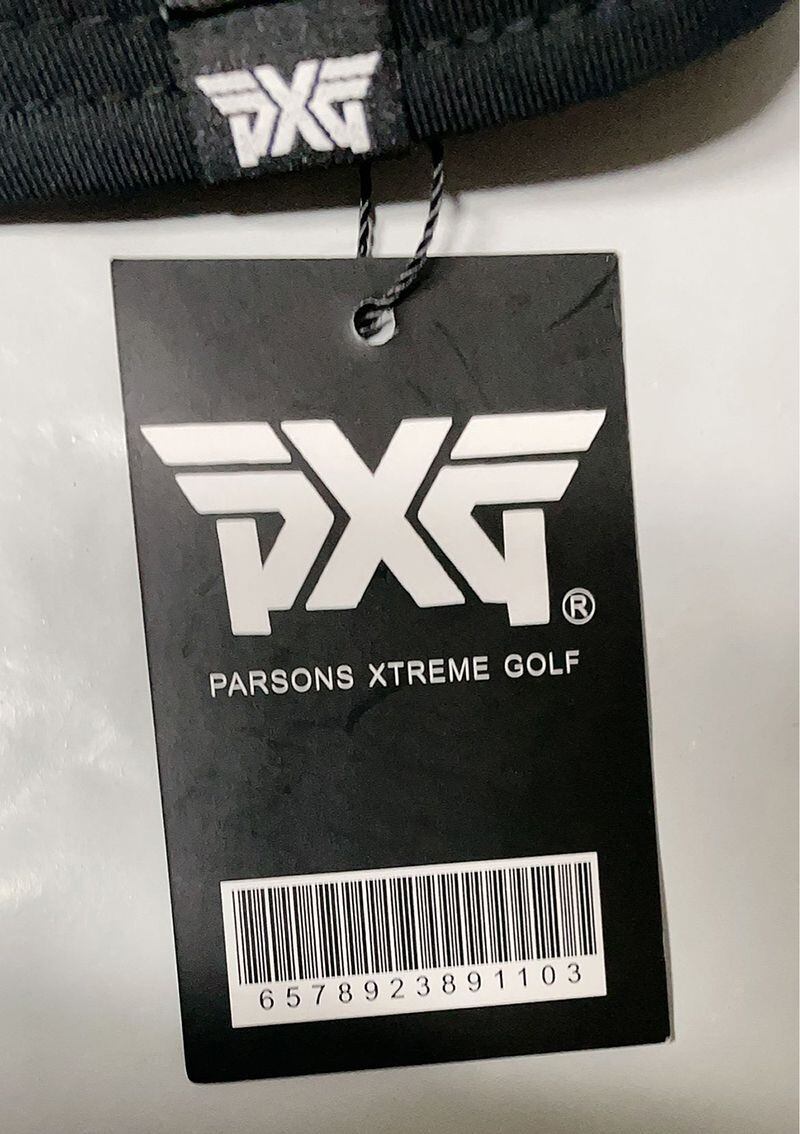 PXG
PXG®
PARSONS XTREME GOLF
6578923891103